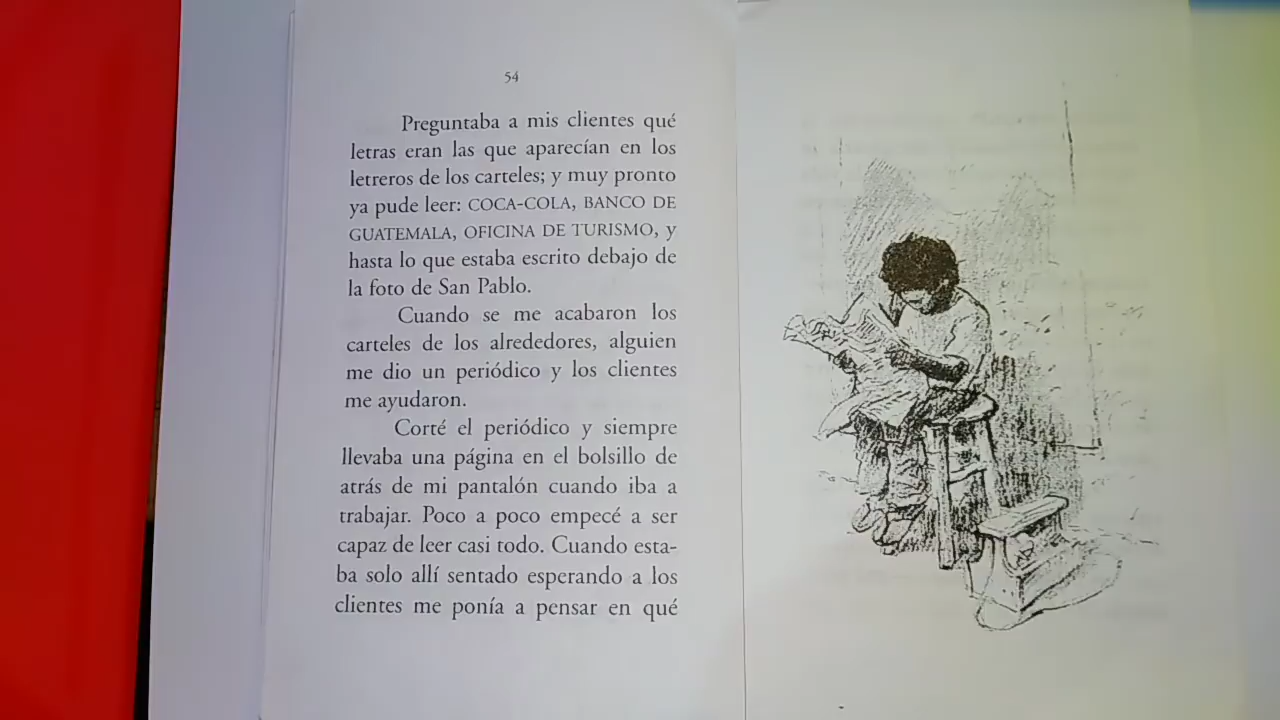 54
Preguntaba a mis clientes qué
letras eran las que aparecían en los
letreros de los carteles; y muy pronto
ya pude leer: COCA-COLA, BANCO DE
GUATEMALA, OFICINA DE TURISMO, y
hasta lo que estaba escrito debajo de
la foto de San Pablo.
Cuando se me acabaron los
carteles de los alrededores, alguien
me dio un periódico y los clientes
me ayudaron.
Corté el periódico y siempre
llevaba una página en el bolsillo de
atrás de mi pantalón cuando iba a
trabajar. Poco a poco empecé a ser
capaz de leer casi todo. Cuando esta-
ba solo allí sentado esperando a los
clientes me ponía a pensar en qué